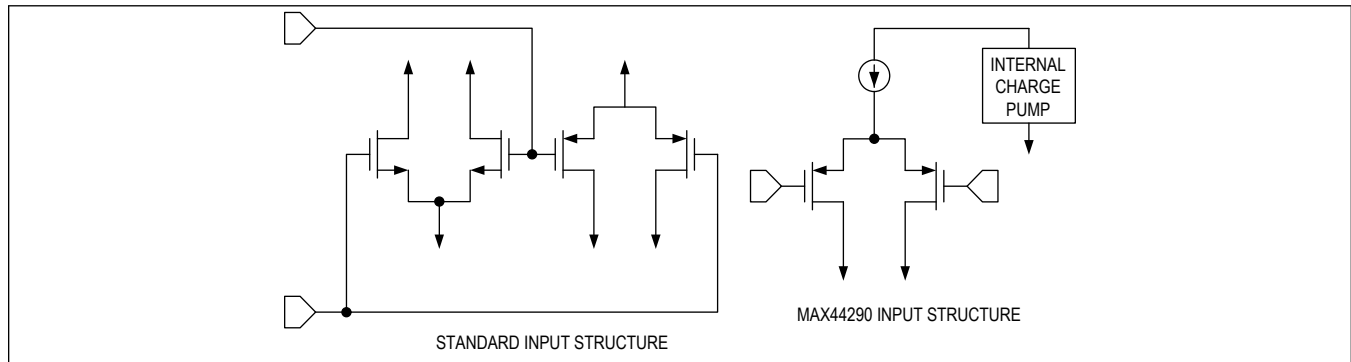 INTERNAL
CHARGE
PUMP
MAX44290 INPUT STRUCTURE
STANDARD INPUT STRUCTURE